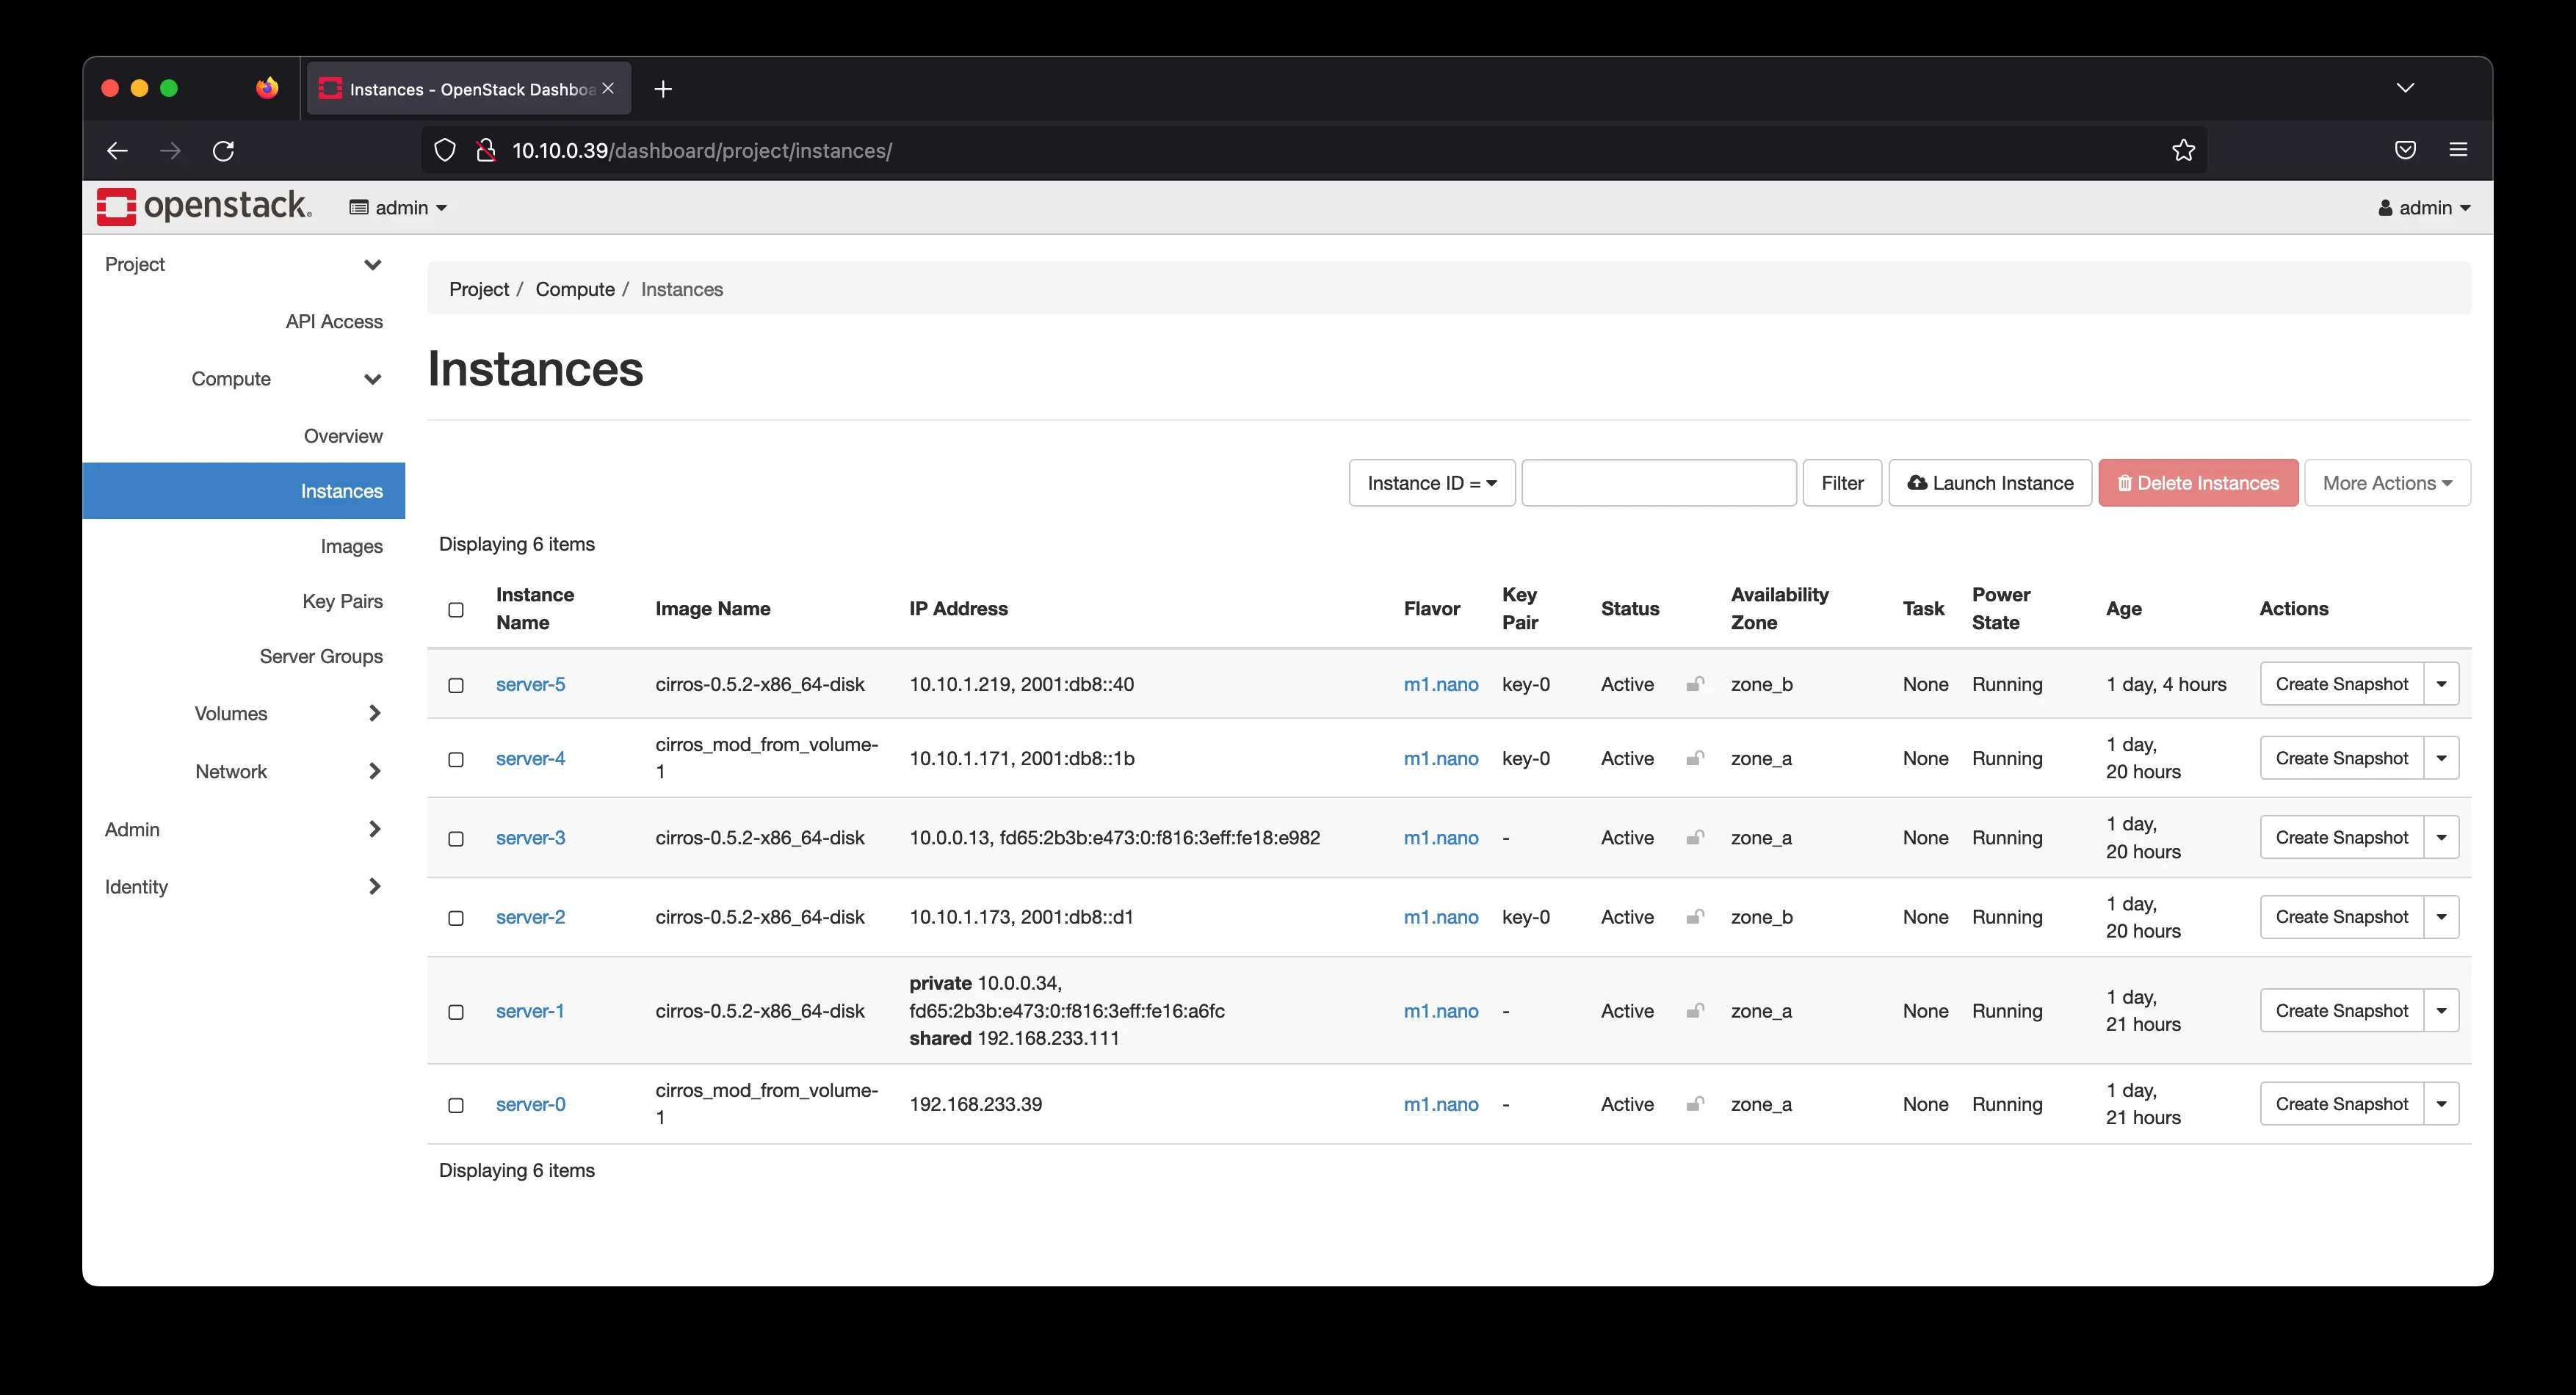 Instances - OpenStack Dashboa
10.10.0.39/dashboard/project/instances/
openstack. admin admin
Project
API Access
Compute
Overview
Instances
Images
Key Pairs
Server Groups
Volumes
Network
Admin
Identity
Project / Compute / Instances
Instances
Instance ID = Filter Launch Instance Delete Instances More Actions
Displaying 6 items
Instance Name Image Name IP Address Flavor Key Pair Status Availability Zone Task Power State Age Actions
server-5 cirros-0.5.2-x86_64-disk 10.10.1.219, 2001:db8::40 m1.nano key-0 Active zone_b None Running 1 day, 4 hours Create Snapshot
server-4 cirros_mod_from_volume-1 10.10.1.171, 2001:db8::1b m1.nano key-0 Active zone_a None Running 1 day, 20 hours Create Snapshot
server-3 cirros-0.5.2-x86_64-disk 10.0.0.13, fd65:2b3b:e473:0:f816:3eff:fe18:e982 m1.nano - Active zone_a None Running 1 day, 20 hours Create Snapshot
server-2 cirros-0.5.2-x86_64-disk 10.10.1.173, 2001:db8::d1 m1.nano key-0 Active zone_b None Running 1 day, 20 hours Create Snapshot
server-1 cirros-0.5.2-x86_64-disk private 10.0.0.34, fd65:2b3b:e473:0:f816:3eff:fe16:a6fc shared 192.168.233.111 m1.nano - Active zone_a None Running 1 day, 21 hours Create Snapshot
server-0 cirros_mod_from_volume-1 192.168.233.39 m1.nano - Active zone_a None Running 1 day, 21 hours Create Snapshot
Displaying 6 items